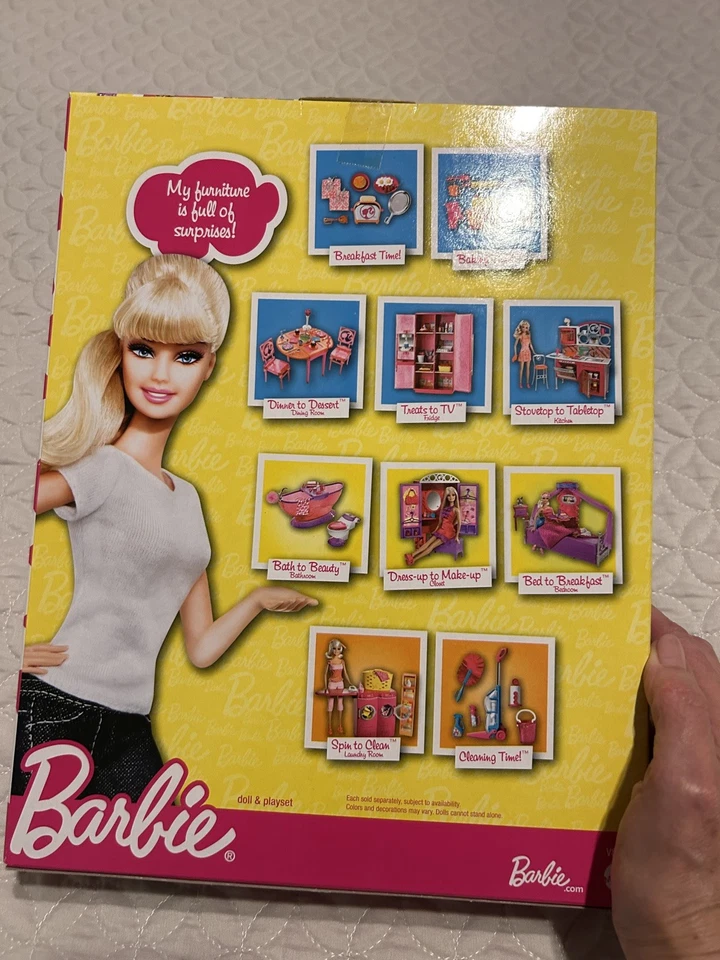 My furniture
is full of
surprises!
Breakfast Time!™
Dinner to Dessert™
Dining Room
Treats to TV™
Fridge
Stovetop to Tabletop™
Kitchen
Bath to Beauty™
Bathroom
Dress-up to Make-up™
Closet
Bed to Breakfast™
Bedroom
Spin to Clean™
Laundry Room
Cleaning Time!™
Barbie®
doll & playset
Each sold separately, subject to availability.
Colors and decorations may vary. Dolls cannot stand alone.
Barbie.com